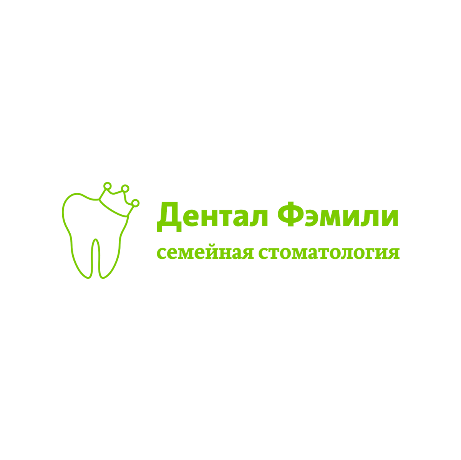 Дентал Фэмили
семейная стоматология